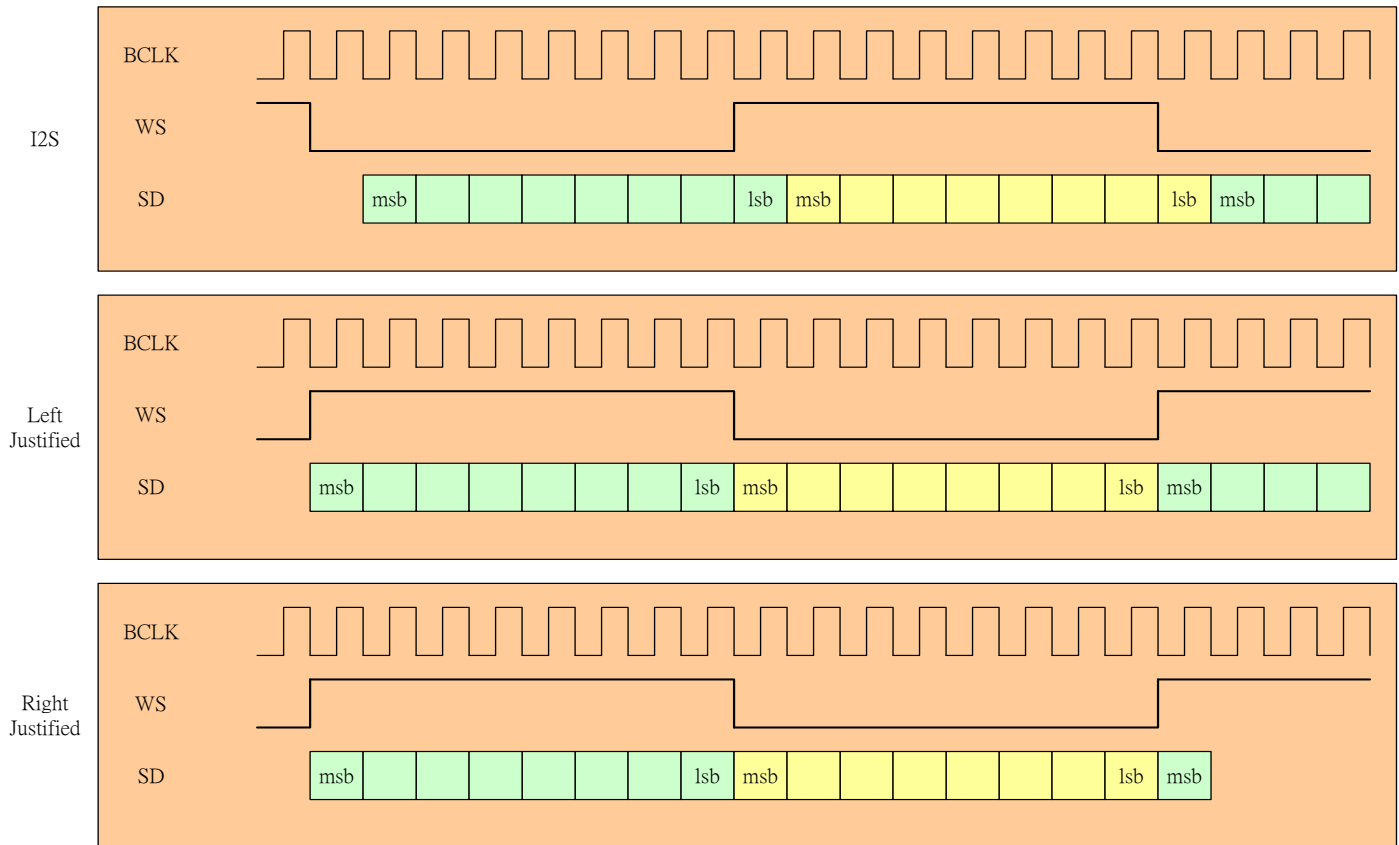 BCLK
I2S
WS
SD
msb lsb msb lsb msb
BCLK
Left
Justified
WS
SD
msb lsb msb lsb msb
BCLK
Right
Justified
WS
SD
msb lsb msb lsb msb